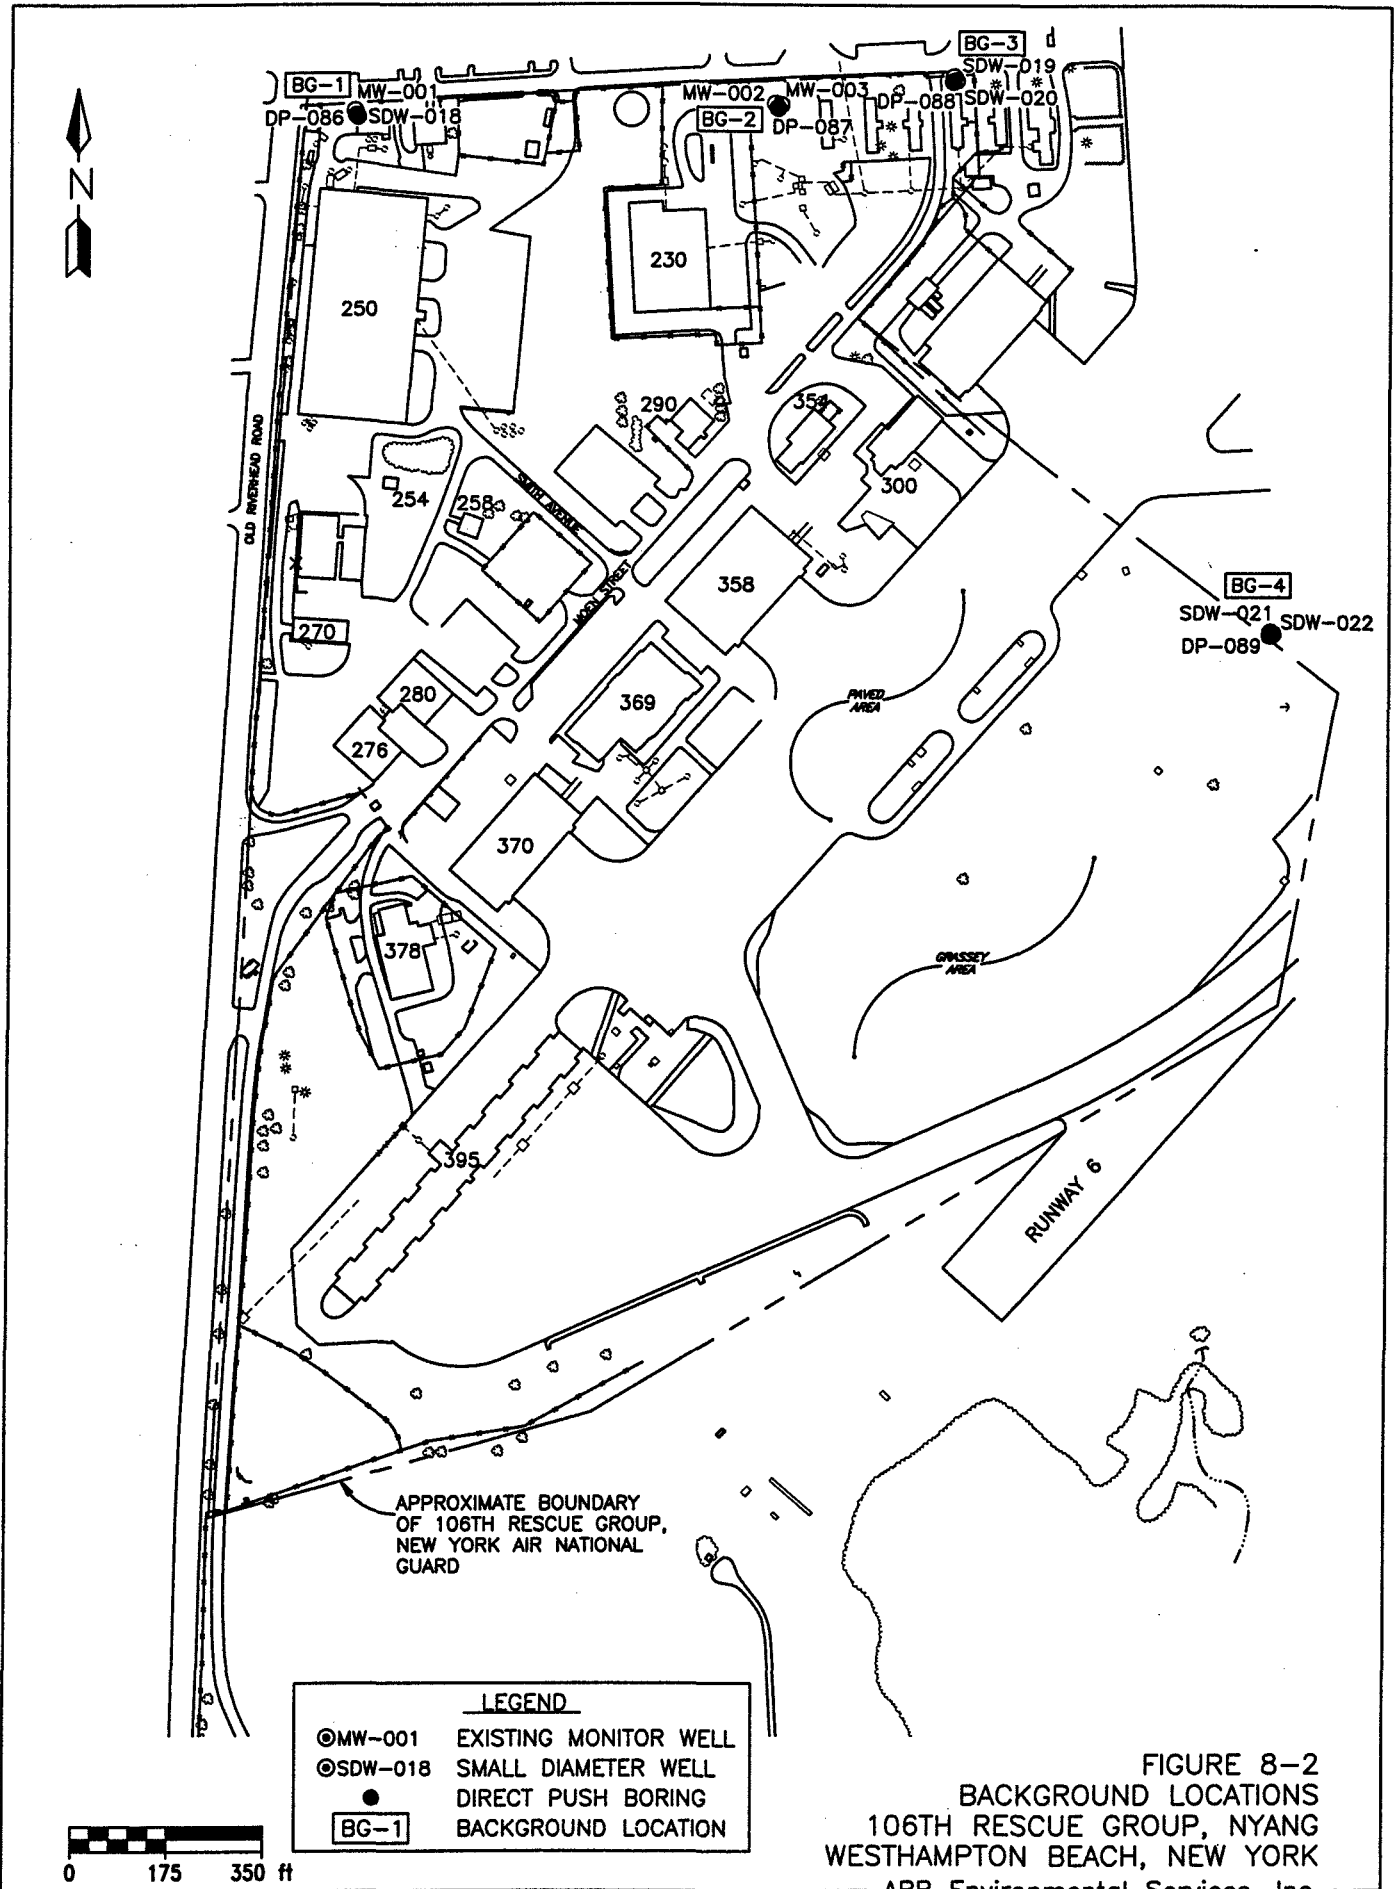 BG-3
SDW-019
BG-1
MW-001
MW-002
MW-003
DP-088
SDW-020
DP-086
SDW-018
BG-2
DP-087
N
230
250
290
354
OLD RIVERHEAD ROAD
254
258
SMITH AVENUE
300
358
MOEN STREET
BG-4
SDW-021
SDW-022
DP-089
270
280
369
PAVED
AREA
276
370
378
GRASSEY
AREA
395
RUNWAY 6
APPROXIMATE BOUNDARY
OF 106TH RESCUE GROUP,
NEW YORK AIR NATIONAL
GUARD
LEGEND
MW-001 EXISTING MONITOR WELL
SDW-018 SMALL DIAMETER WELL
DIRECT PUSH BORING
BG-1 BACKGROUND LOCATION
0 175 350 ft
FIGURE 8-2
BACKGROUND LOCATIONS
106TH RESCUE GROUP, NYANG
WESTHAMPTON BEACH, NEW YORK
ABB Environmental Services, Inc.